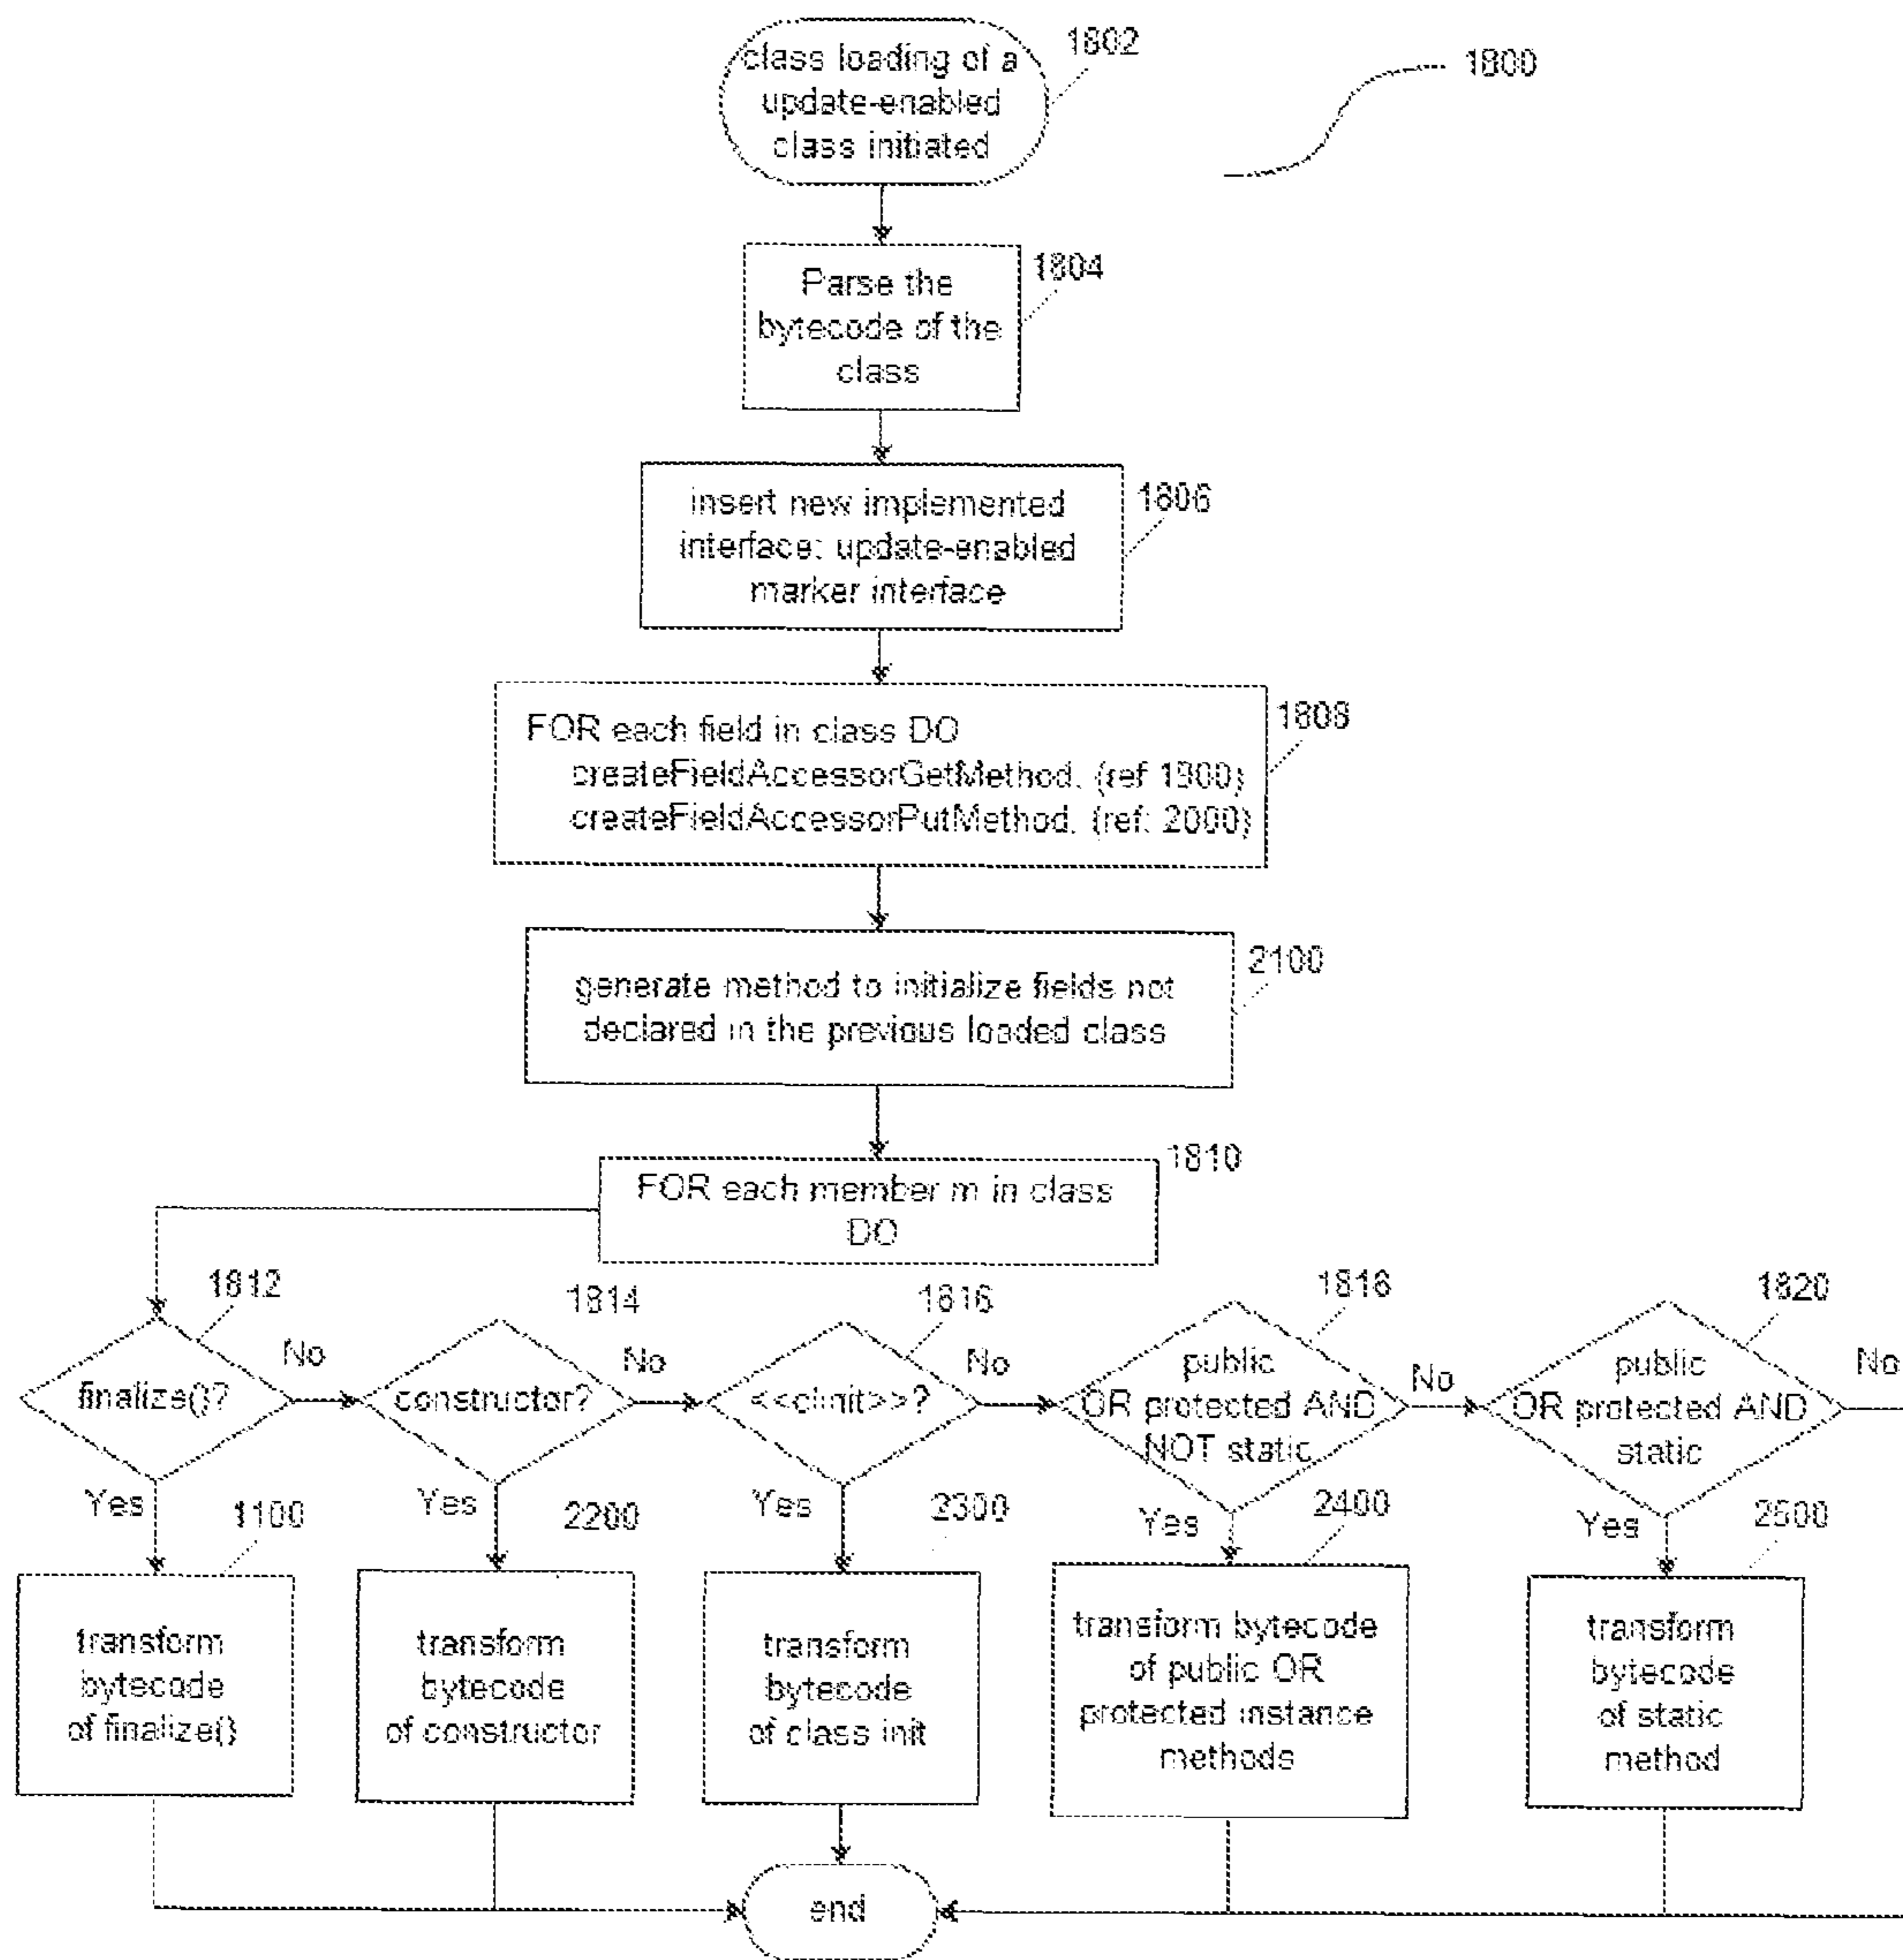 class loading of a
update-enabled
class initiated
1802
1800
Parse the
bytecode of the
class
1804
insert new implemented
interface: update-enabled
marker interface
1806
FOR each field in class DO
createFieldAccessorGetMethod. (ref 1900)
createFieldAccessorPutMethod. (ref: 2000)
1808
generate method to initialize fields not
declared in the previous loaded class
2100
FOR each member m in class
DO
1810
finalize()?
1812
No
Yes
constructor?
1814
No
Yes
<<clinit>>?
1816
No
Yes
public
OR protected AND
NOT static
1818
No
Yes
public
OR protected AND
static
1820
No
Yes
transform
bytecode
of finalize()
1100
transform
bytecode
of constructor
2200
transform
bytecode
of class init
2300
transform bytecode
of public OR
protected instance
methods
2400
transform
bytecode
of static
method
2500
end